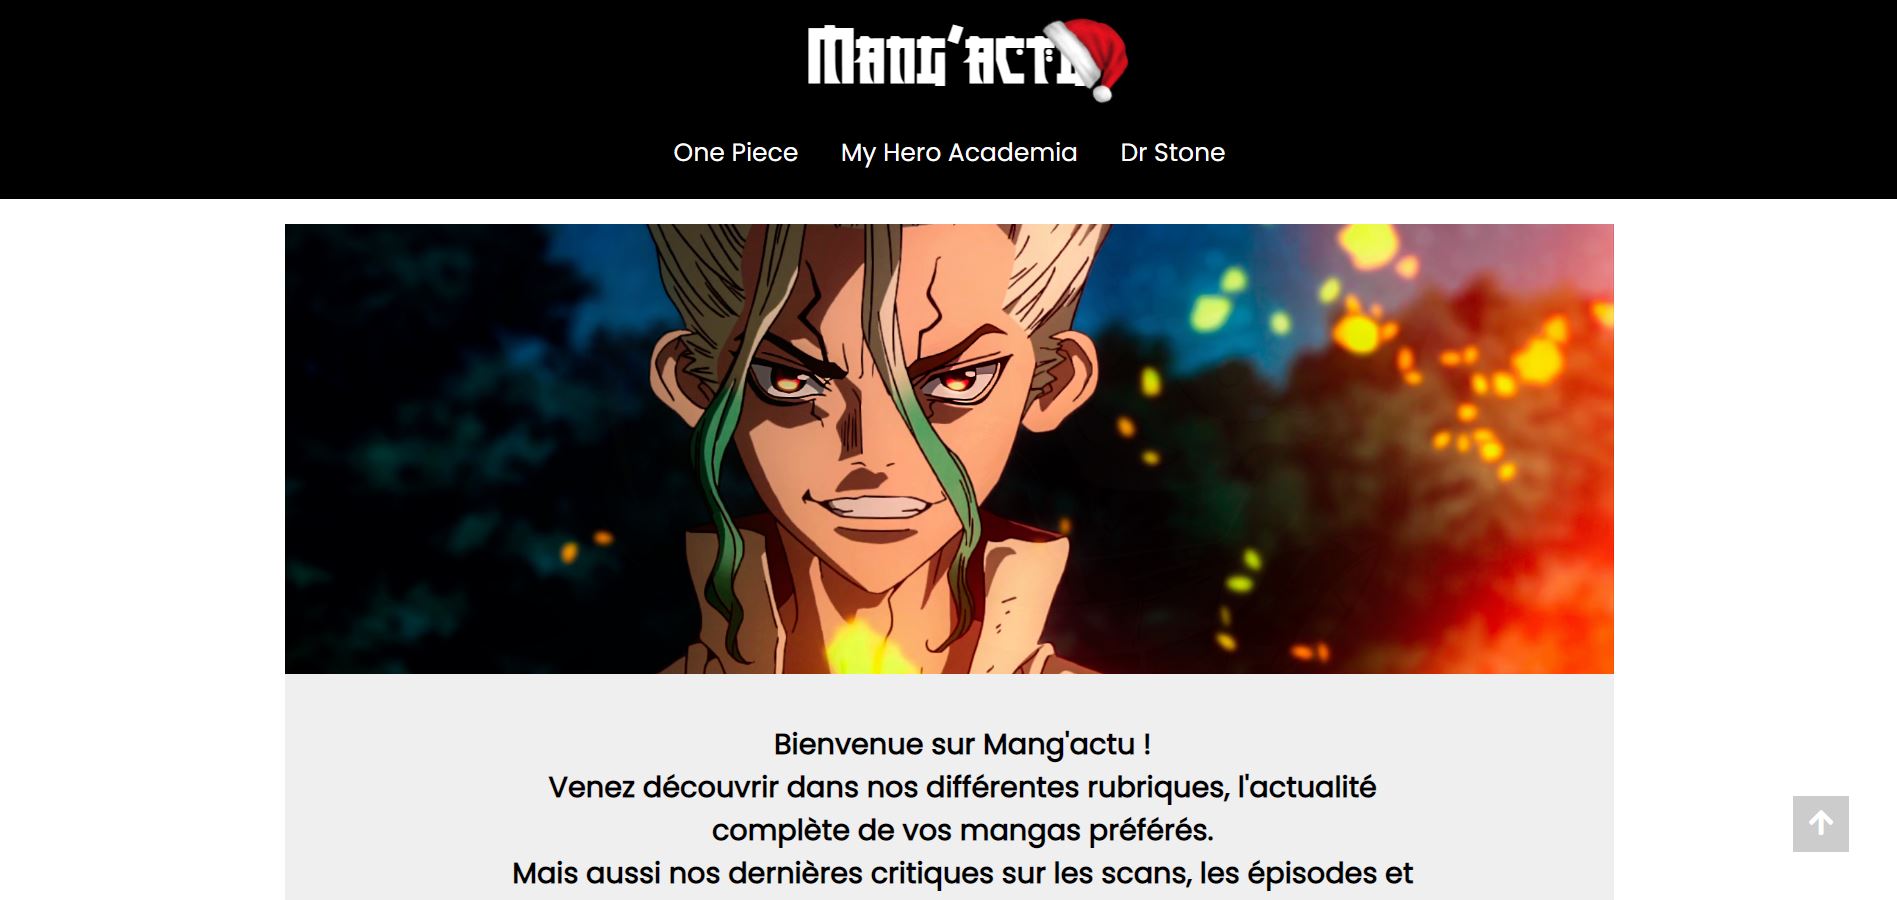 Mang'actu
One Piece My Hero Academia Dr Stone
Bienvenue sur Mang'actu !
Venez découvrir dans nos différentes rubriques, l'actualité
complète de vos mangas préférés.
Mais aussi nos dernières critiques sur les scans, les épisodes et